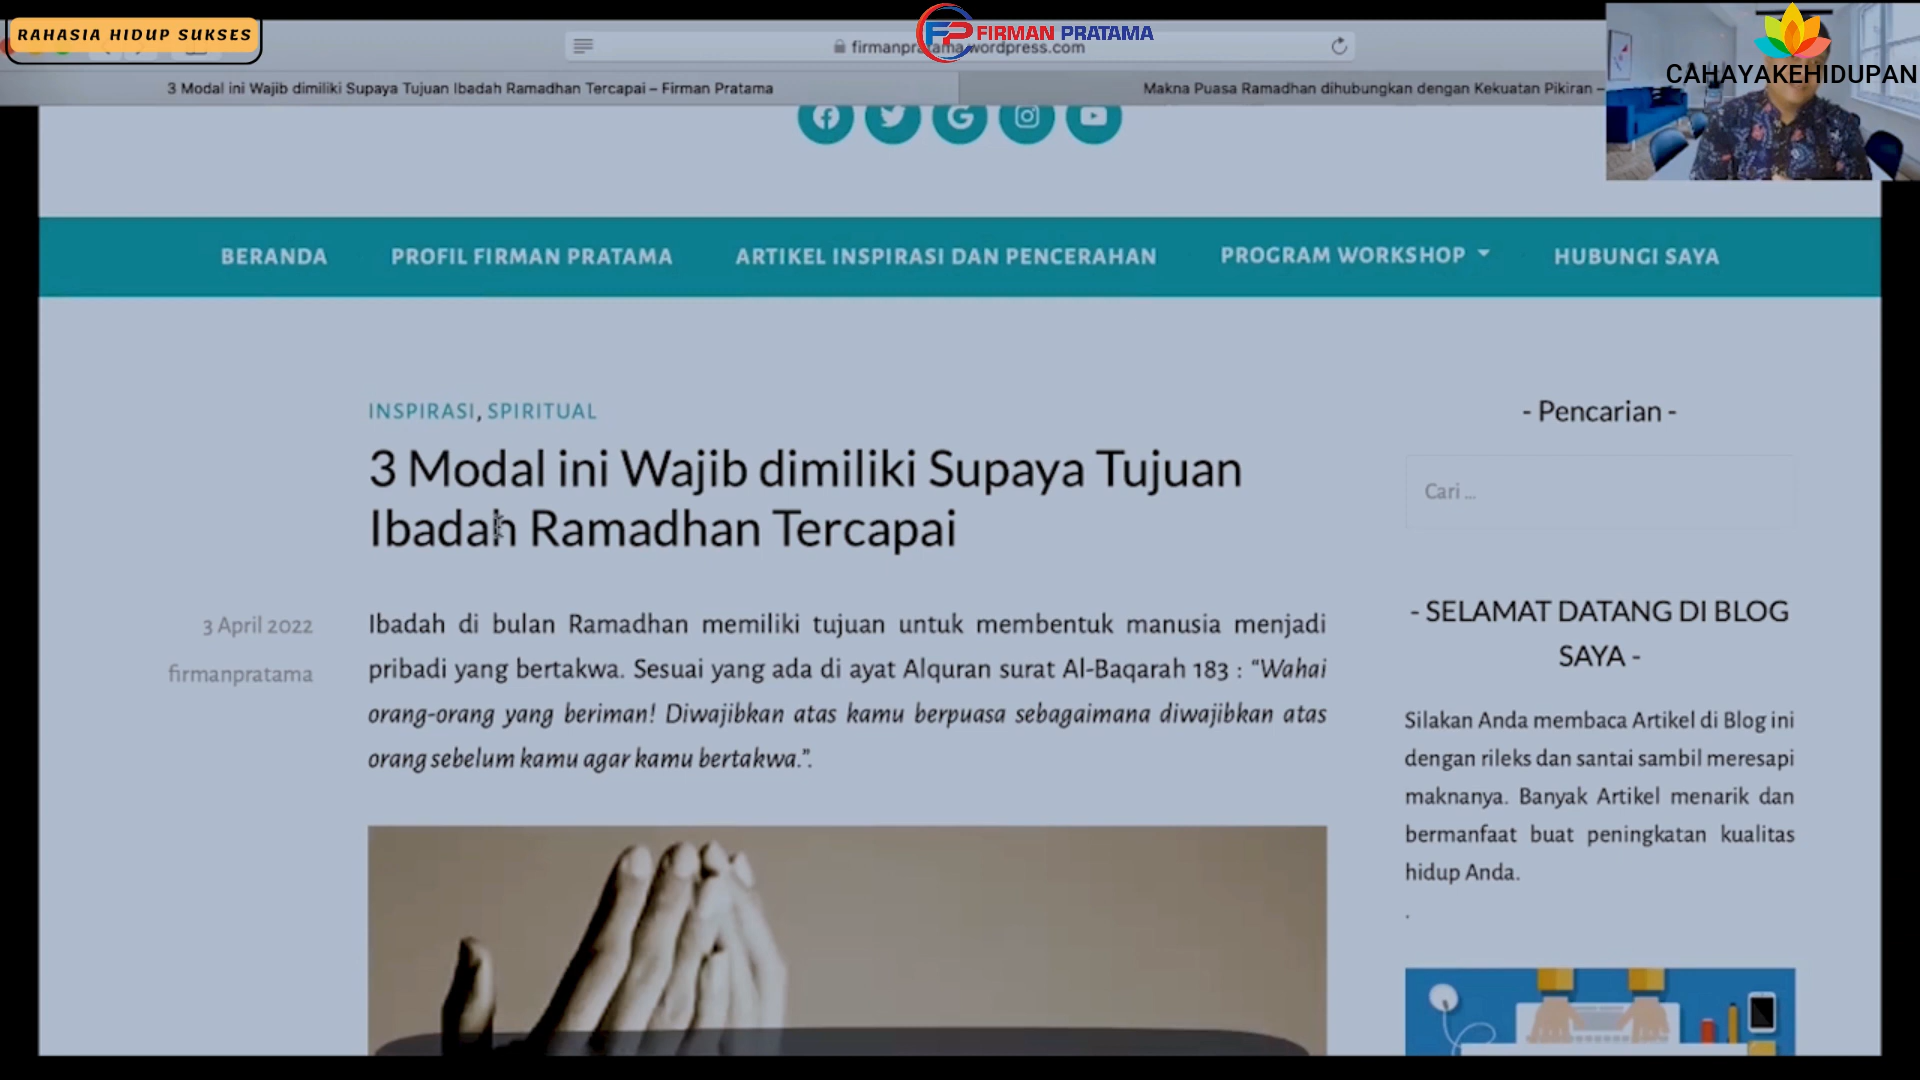 RAHASIA HIDUP SUKSES
FIRMAN PRATAMA
firmanpratama.wordpress.com
CAHAYAKEHIDUPAN
3 Modal ini Wajib dimiliki Supaya Tujuan Ibadah Ramadhan Tercapai – Firman Pratama
Makna Puasa Ramadhan dihubungkan dengan Kekuatan Pikiran –
BERANDA
PROFIL FIRMAN PRATAMA
ARTIKEL INSPIRASI DAN PENCERAHAN
PROGRAM WORKSHOP
HUBUNGI SAYA
INSPIRASI, SPIRITUAL
3 Modal ini Wajib dimiliki Supaya Tujuan
Ibadah Ramadhan Tercapai
3 April 2022
firmanpratama
Ibadah di bulan Ramadhan memiliki tujuan untuk membentuk manusia menjadi
pribadi yang bertakwa. Sesuai yang ada di ayat Alquran surat Al-Baqarah 183 : “Wahai
orang-orang yang beriman! Diwajibkan atas kamu berpuasa sebagaimana diwajibkan atas
orang sebelum kamu agar kamu bertakwa.”.
- Pencarian -
Cari ...
- SELAMAT DATANG DI BLOG
SAYA -
Silakan Anda membaca Artikel di Blog ini
dengan rileks dan santai sambil meresapi
maknanya. Banyak Artikel menarik dan
bermanfaat buat peningkatan kualitas
hidup Anda.
.